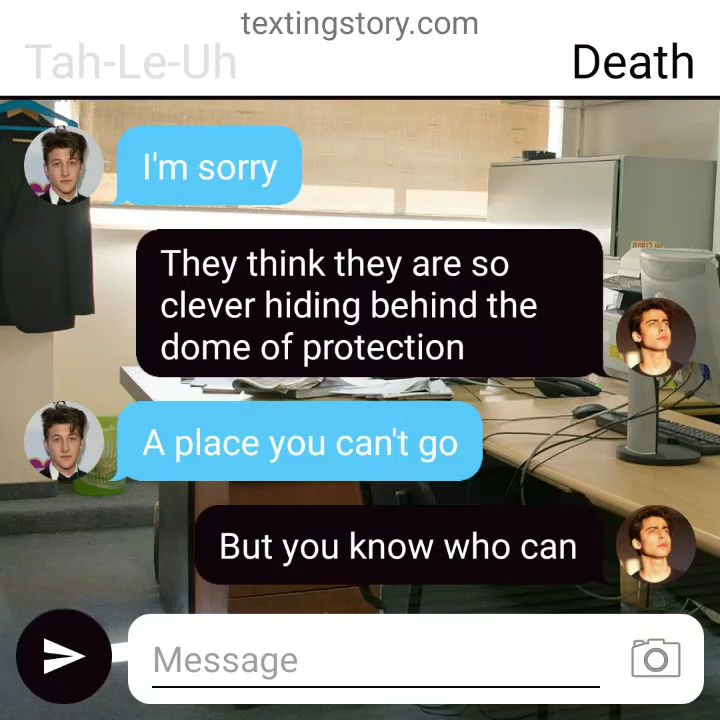 textingstory.com
Tah-Le-Uh
Death
I'm sorry
They think they are so
clever hiding behind the
dome of protection
A place you can't go
But you know who can
Message